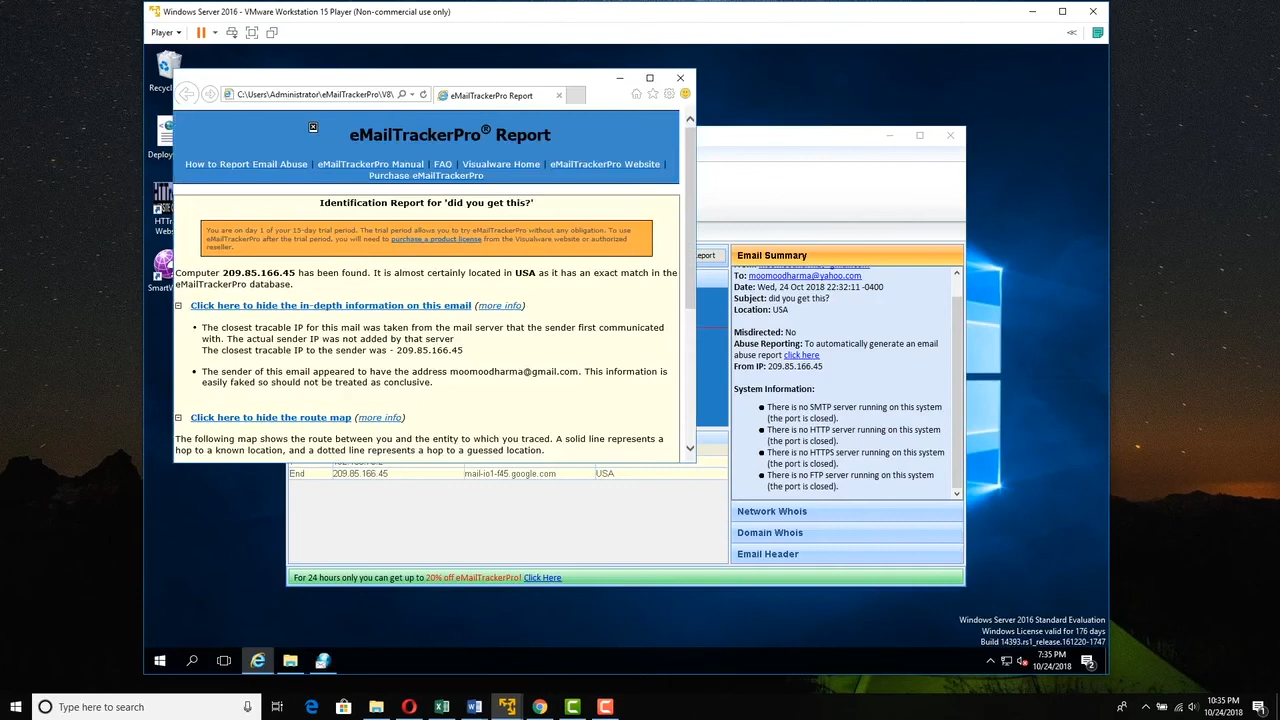 Windows Server 2016 - VMware Workstation 15 Player (Non-commercial use only)
Player
C:\Users\Administrator\eMailTrackerPro\V8\
eMailTrackerPro Report
eMailTrackerPro® Report
How to Report Email Abuse | eMailTrackerPro Manual | FAQ | Visualware Home | eMailTrackerPro Website |
Purchase eMailTrackerPro
Identification Report for 'did you get this?'
You are on day 1 of your 15-day trial period. The trial period allows you to try eMailTrackerPro without any obligation. To use
eMailTrackerPro after the trial period, you will need to purchase a product license from the Visualware website or authorized
reseller.
Computer 209.85.166.45 has been found. It is almost certainly located in USA as it has an exact match in the
eMailTrackerPro database.
Click here to hide the in-depth information on this email (more info)
• The closest tracable IP for this mail was taken from the mail server that the sender first communicated
with. The actual sender IP was not added by that server
The closest tracable IP to the sender was - 209.85.166.45
• The sender of this email appeared to have the address moomoodharma@gmail.com. This information is
easily faked so should not be treated as conclusive.
Click here to hide the route map (more info)
The following map shows the route between you and the entity to which you traced. A solid line represents a
hop to a known location, and a dotted line represents a hop to a guessed location.
End 209.85.166.45 mail-io1-f45.google.com USA
Email Summary
To: moomoodharma@yahoo.com
Date: Wed, 24 Oct 2018 22:32:11 -0400
Subject: did you get this?
Location: USA
Misdirected: No
Abuse Reporting: To automatically generate an email
abuse report click here
From IP: 209.85.166.45
System Information:
● There is no SMTP server running on this system
(the port is closed).
● There is no HTTP server running on this system
(the port is closed).
● There is no HTTPS server running on this system
(the port is closed).
● There is no FTP server running on this system
(the port is closed).
Network Whois
Domain Whois
Email Header
For 24 hours only you can get up to 20% off eMailTrackerPro! Click Here
Windows Server 2016 Standard Evaluation
Windows License valid for 176 days
Build 14393.rs1_release.161220-1747
7:35 PM
10/24/2018
2
Type here to search
10:35 PM
10/24/2018